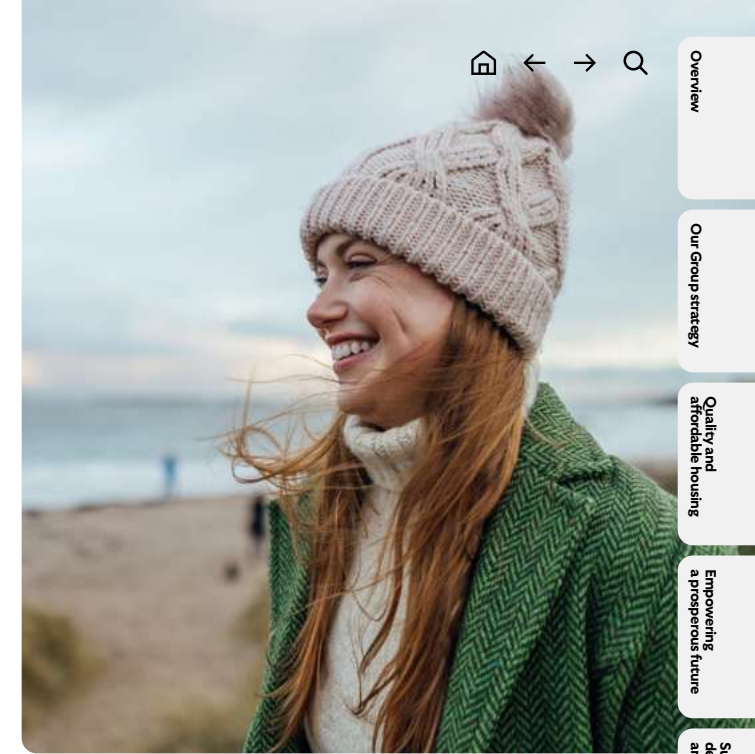 Overview
Our Group strategy
Quality and
affordable housing
Empowering
a prosperous future